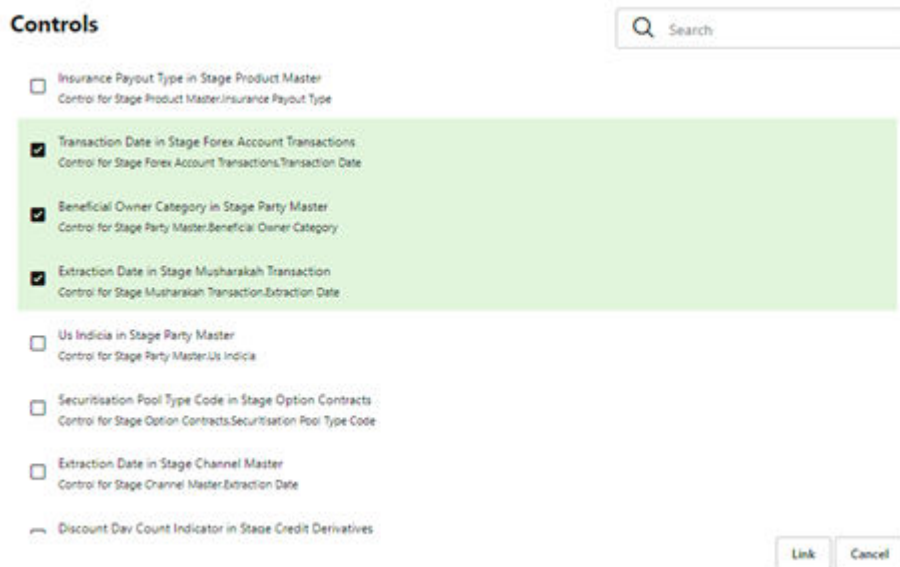 Controls
Search
Insurance Payout Type in Stage Product Master
Control for Stage Product Master.Insurance Payout Type
Transaction Date in Stage Forex Account Transactions
Control for Stage Forex Account Transactions.Transaction Date
Beneficial Owner Category in Stage Party Master
Control for Stage Party Master.Beneficial Owner Category
Extraction Date in Stage Musharakah Transaction
Control for Stage Musharakah Transaction.Extraction Date
Us Indicia in Stage Party Master
Control for Stage Party Master.Us Indicia
Securitisation Pool Type Code in Stage Option Contracts
Control for Stage Option Contracts.Securitisation Pool Type Code
Extraction Date in Stage Channel Master
Control for Stage Channel Master.Extraction Date
Discount Day Count Indicator in Stage Credit Derivatives
Link
Cancel